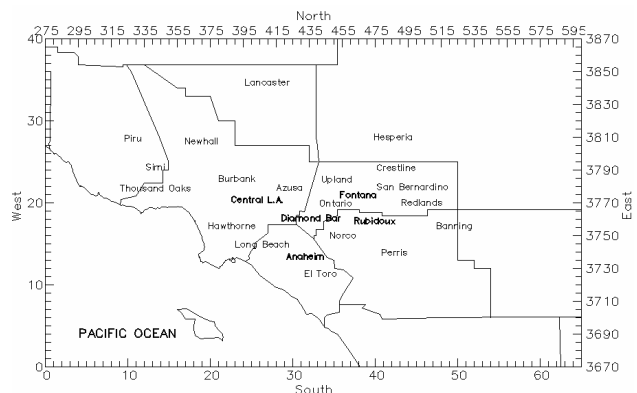 North
275 295 315 335 355 375 395 415 435 455 475 495 515 535 555 575 595
40 3870
3850
Lancaster
3830
30
Piru Newhall Hesperia
3810
Simi Crestline
3790
Burbank Upland
Thousand Oaks Azusa San Bernardino
Central L.A. Fontana
20 Ontario Redlands 3770
West East
Diamond Bar Rubidoux
Hawthorne Banning
Norco 3750
Long Beach
Anaheim Perris
El Toro 3730
10
3710
PACIFIC OCEAN
3690
0 3670
0 10 20 30 40 50 60
South